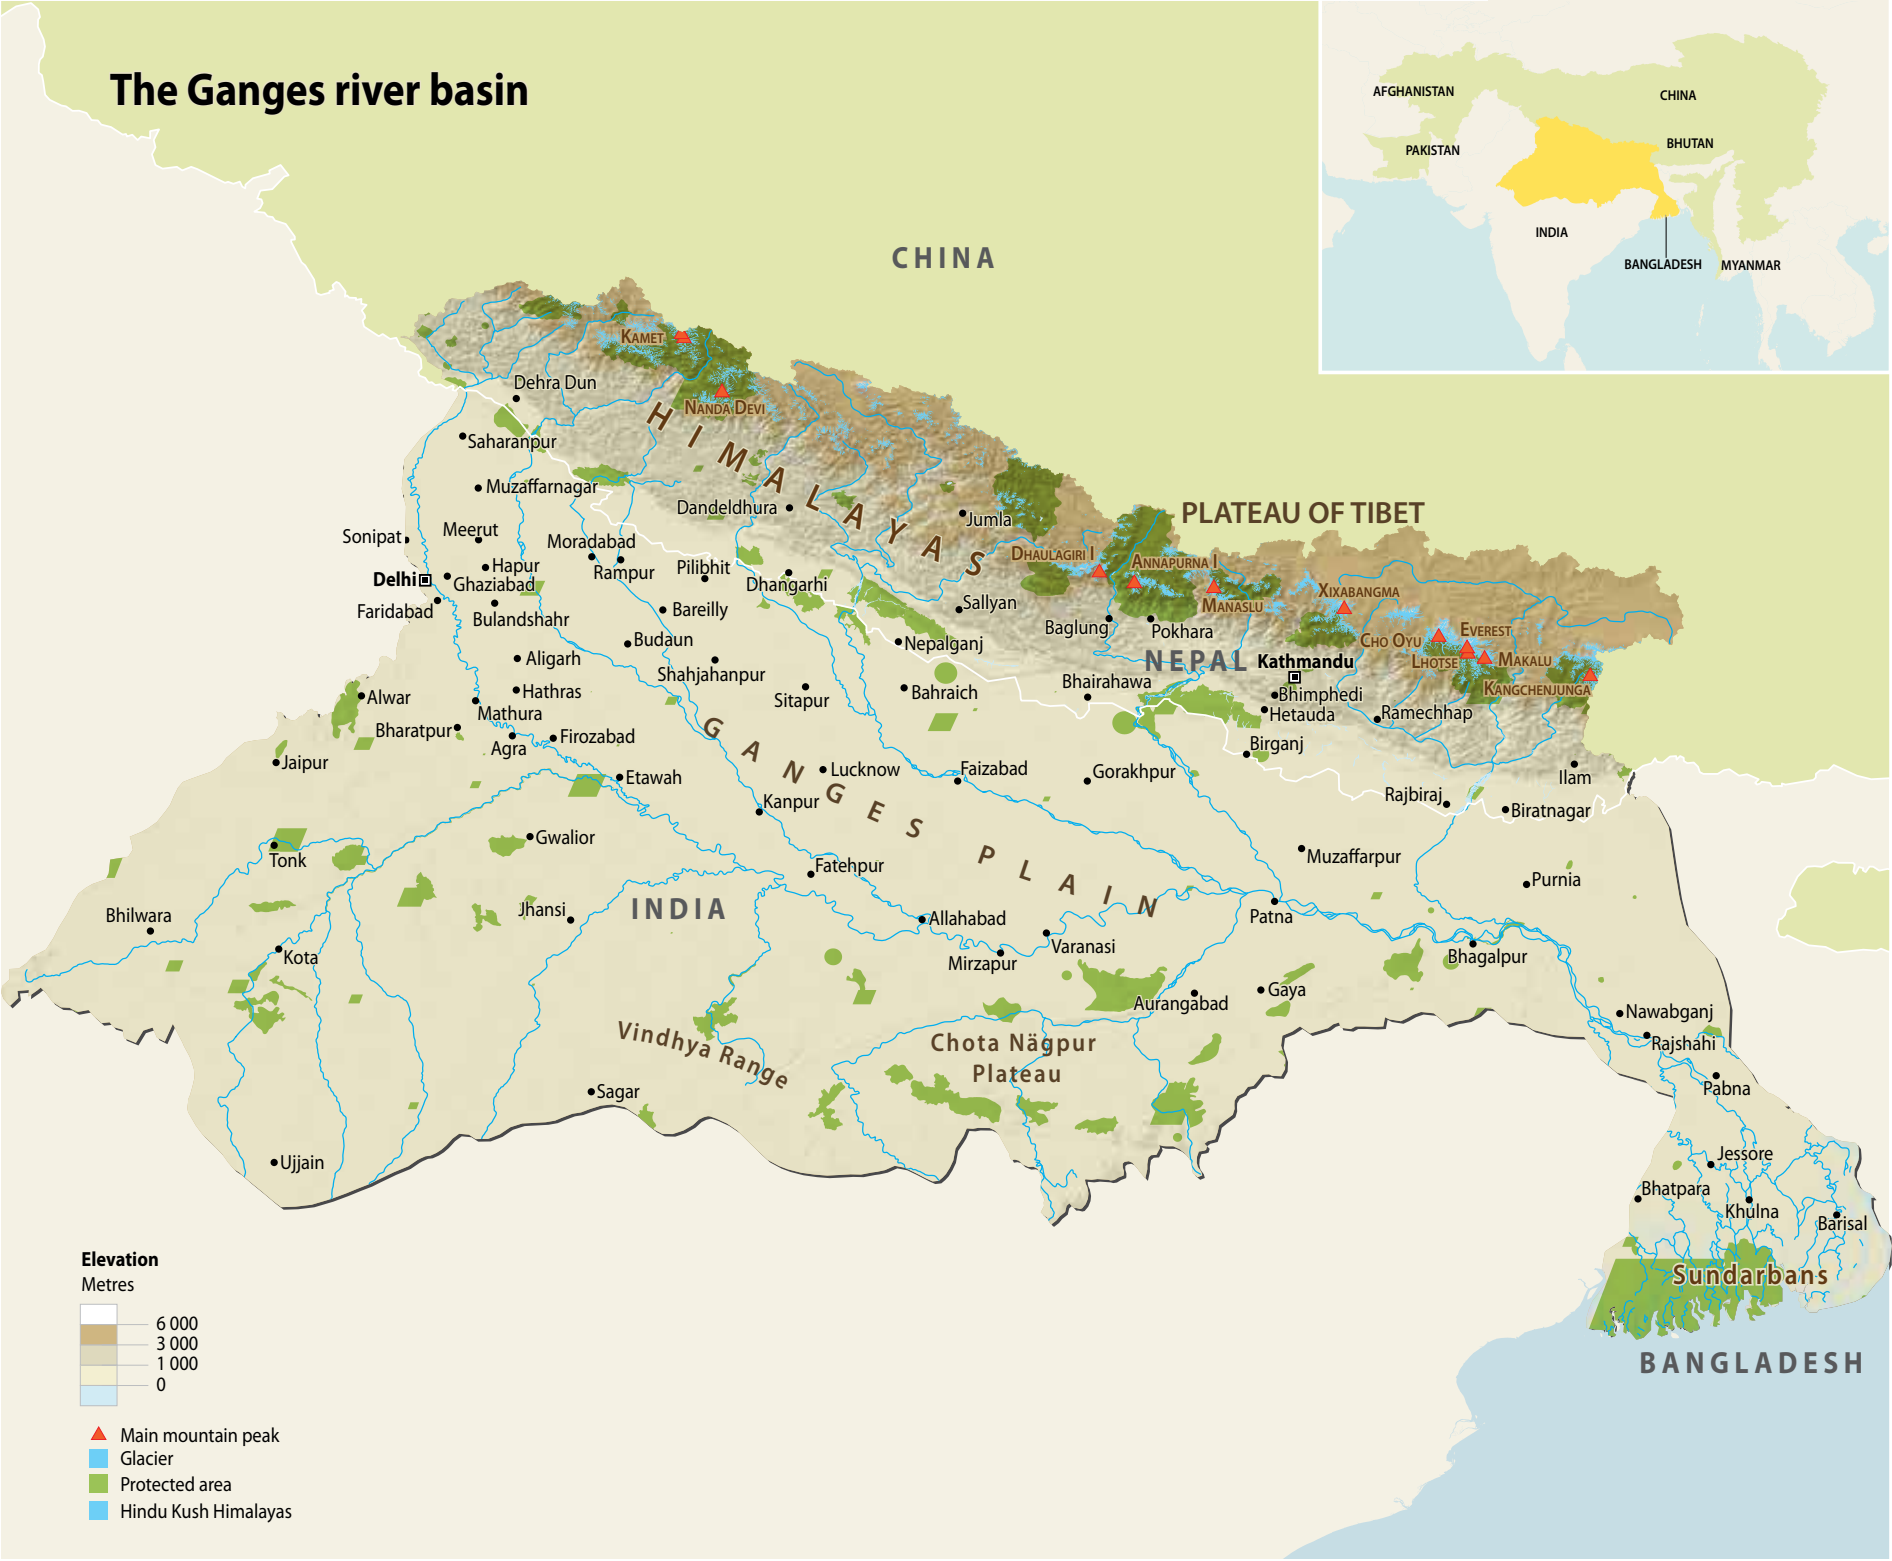 The Ganges river basin
AFGHANISTAN
CHINA
PAKISTAN
BHUTAN
INDIA
BANGLADESH
MYANMAR
CHINA
KAMET
NANDA DEVI
Dehra Dun
Saharanpur
HIMALAYAS
Muzaffarnagar
Dandeldhura
Jumla
PLATEAU OF TIBET
Sonipat
Meerut
Moradabad
Hapur
Rampur
Pilibhit
Dhangarhi
DHAULAGIRI I
ANNAPURNA I
Delhi
Ghaziabad
MANASLU
XIXABANGMA
Faridabad
Bulandshahr
Bareilly
Sallyan
Baglung
Pokhara
CHO OYU
EVEREST
Budaun
Nepalganj
NEPAL
Kathmandu
LHOTSE
MAKALU
Aligarh
Shahjahanpur
KANGCHENJUNGA
Alwar
Hathras
Sitapur
Bahraich
Bhairahawa
Bhimphedi
Mathura
Hetauda
Ramechhap
Bharatpur
Agra
Firozabad
GANGES PLAIN
Birganj
Jaipur
Etawah
Lucknow
Faizabad
Gorakhpur
Ilam
Kanpur
Rajbiraj
Biratnagar
Gwalior
Tonk
Fatehpur
Muzaffarpur
Purnia
Bhilwara
Jhansi
INDIA
Allahabad
Patna
Kota
Varanasi
Mirzapur
Bhagalpur
Aurangabad
Gaya
Nawabganj
Vindhya Range
Chota Nägpur
Plateau
Rajshahi
Sagar
Pabna
Ujjain
Jessore
Bhatpara
Khulna
Barisal
Sundarbans
BANGLADESH
Elevation
Metres
6 000
3 000
1 000
0
Main mountain peak
Glacier
Protected area
Hindu Kush Himalayas